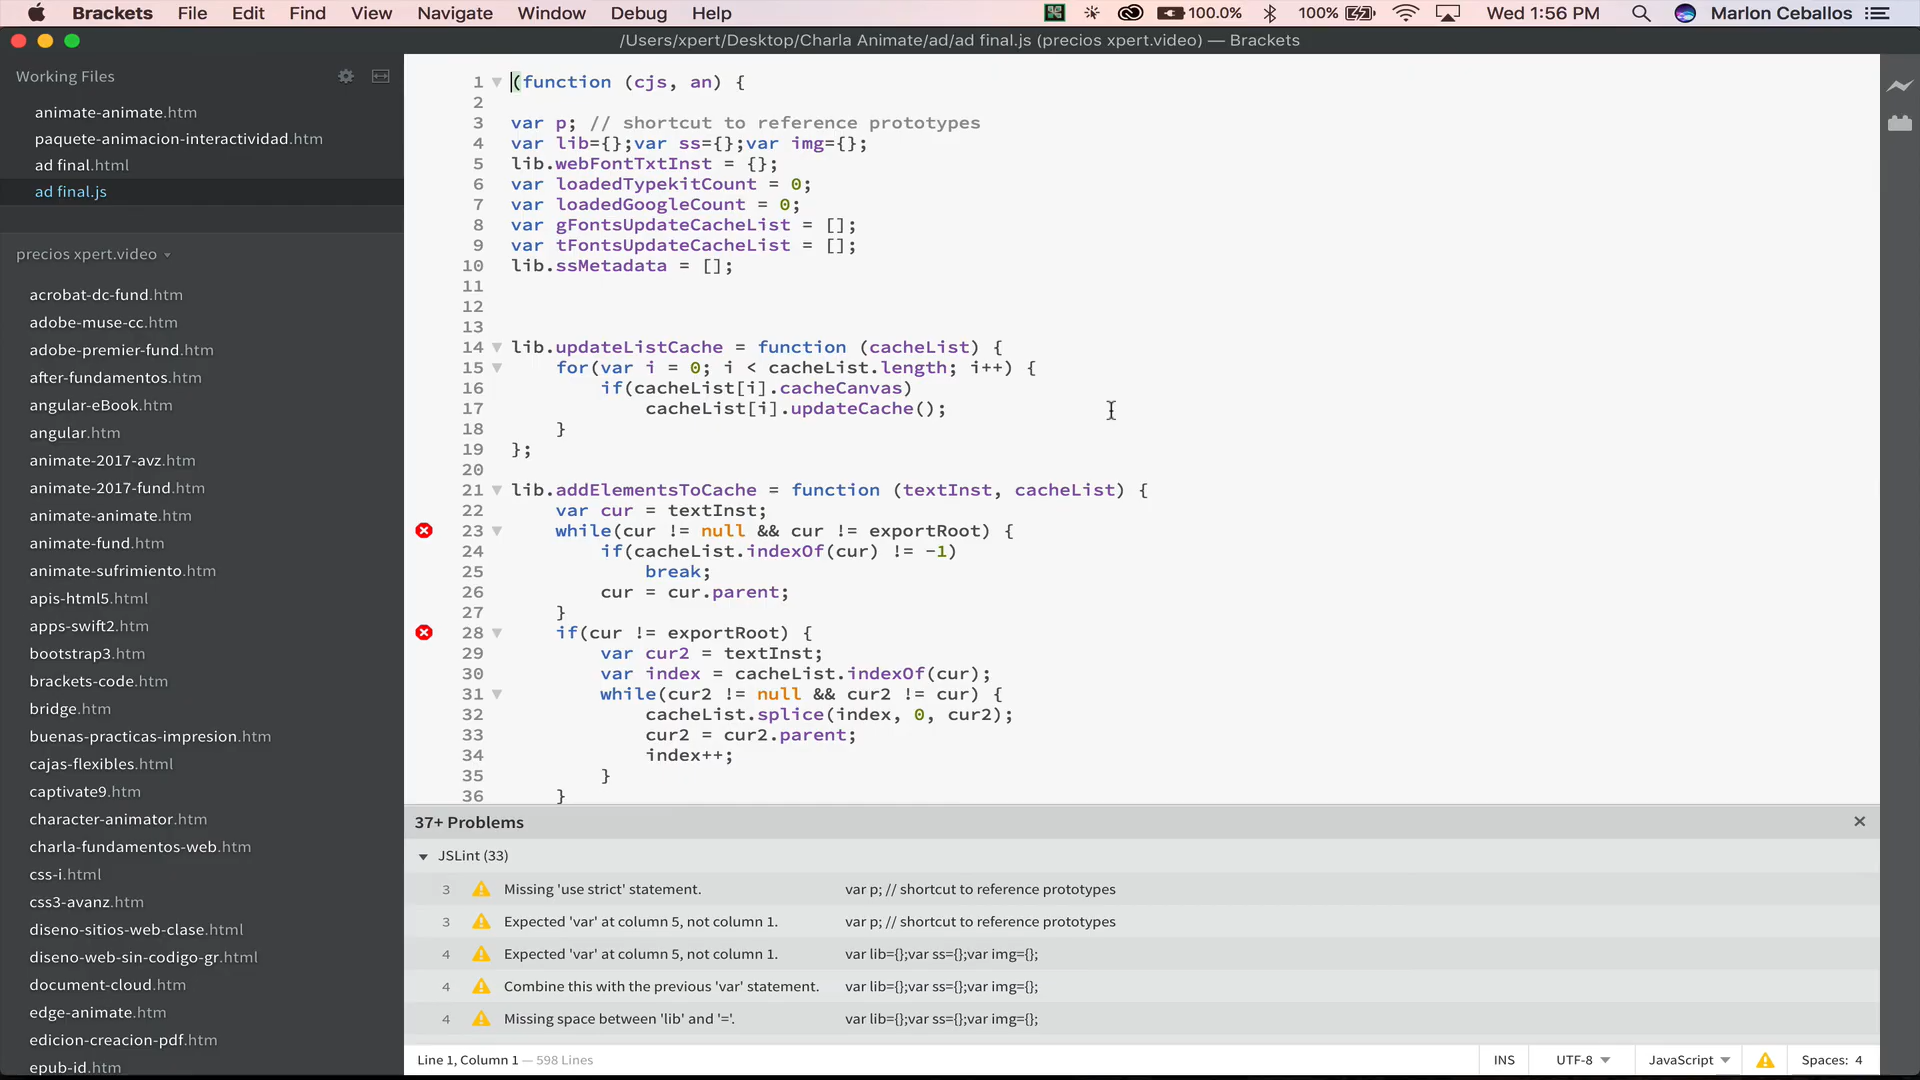 Brackets File Edit Find View Navigate Window Debug Help 100.0% 100% Wed 1:56 PM Marlon Ceballos
/Users/xpert/Desktop/Charla Animate/ad/ad final.js (precios xpert.video) — Brackets
Working Files
animate-animate.htm
paquete-animacion-interactividad.htm
ad final.html
ad final.js
precios xpert.video
acrobat-dc-fund.htm
adobe-muse-cc.htm
adobe-premier-fund.htm
after-fundamentos.htm
angular-eBook.htm
angular.htm
animate-2017-avz.htm
animate-2017-fund.htm
animate-animate.htm
animate-fund.htm
animate-sufrimiento.htm
apis-html5.html
apps-swift2.htm
bootstrap3.htm
brackets-code.htm
bridge.htm
buenas-practicas-impresion.htm
cajas-flexibles.html
captivate9.htm
character-animator.htm
charla-fundamentos-web.htm
css-i.html
css3-avanz.htm
diseno-sitios-web-clase.html
diseno-web-sin-codigo-gr.html
document-cloud.htm
edge-animate.htm
edicion-creacion-pdf.htm
epub-id.htm
1 (function (cjs, an) {
2
3 var p; // shortcut to reference prototypes
4 var lib={};var ss={};var img={};
5 lib.webFontTxtInst = {};
6 var loadedTypekitCount = 0;
7 var loadedGoogleCount = 0;
8 var gFontsUpdateCacheList = [];
9 var tFontsUpdateCacheList = [];
10 lib.ssMetadata = [];
11
12
13
14 lib.updateListCache = function (cacheList) {
15 for(var i = 0; i < cacheList.length; i++) {
16 if(cacheList[i].cacheCanvas)
17 cacheList[i].updateCache();
18 }
19 };
20
21 lib.addElementsToCache = function (textInst, cacheList) {
22 var cur = textInst;
23 while(cur != null && cur != exportRoot) {
24 if(cacheList.indexOf(cur) != -1)
25 break;
26 cur = cur.parent;
27 }
28 if(cur != exportRoot) {
29 var cur2 = textInst;
30 var index = cacheList.indexOf(cur);
31 while(cur2 != null && cur2 != cur) {
32 cacheList.splice(index, 0, cur2);
33 cur2 = cur2.parent;
34 index++;
35 }
36 }
37+ Problems
JSLint (33)
3 Missing 'use strict' statement. var p; // shortcut to reference prototypes
3 Expected 'var' at column 5, not column 1. var p; // shortcut to reference prototypes
4 Expected 'var' at column 5, not column 1. var lib={};var ss={};var img={};
4 Combine this with the previous 'var' statement. var lib={};var ss={};var img={};
4 Missing space between 'lib' and '='. var lib={};var ss={};var img={};
Line 1, Column 1 — 598 Lines INS UTF-8 JavaScript Spaces: 4